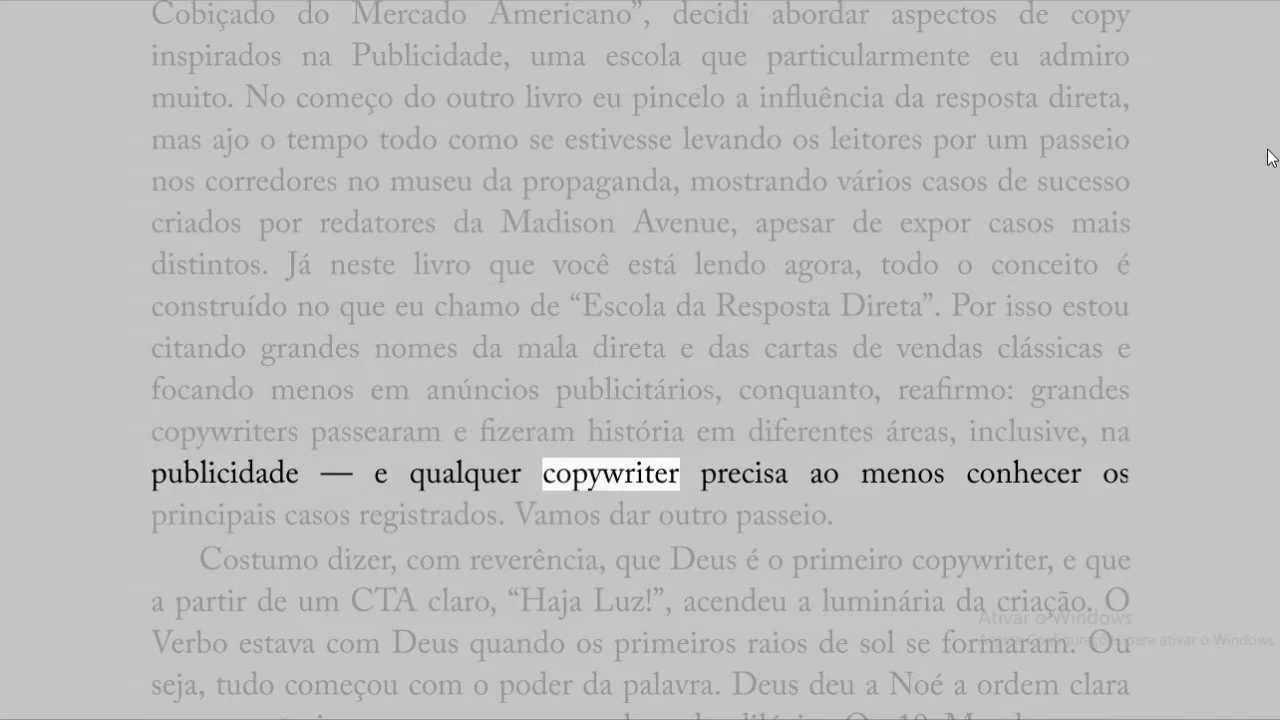 Cobiçado do Mercado Americano”, decidi abordar aspectos de copy
inspirados na Publicidade, uma escola que particularmente eu admiro
muito. No começo do outro livro eu pincelo a influência da resposta direta,
mas ajo o tempo todo como se estivesse levando os leitores por um passeio
nos corredores no museu da propaganda, mostrando vários casos de sucesso
criados por redatores da Madison Avenue, apesar de expor casos mais
distintos. Já neste livro que você está lendo agora, todo o conceito é
construído no que eu chamo de “Escola da Resposta Direta”. Por isso estou
citando grandes nomes da mala direta e das cartas de vendas clássicas e
focando menos em anúncios publicitários, conquanto, reafirmo: grandes
copywriters passearam e fizeram história em diferentes áreas, inclusive, na
publicidade — e qualquer copywriter precisa ao menos conhecer os
principais casos registrados. Vamos dar outro passeio.
Costumo dizer, com reverência, que Deus é o primeiro copywriter, e que
a partir de um CTA claro, “Haja Luz!”, acendeu a luminária da criação. O
Ativar o Windows
Verbo estava com Deus quando os primeiros raios de sol se formaram. Ou
para ativar o Windows.
seja, tudo começou com o poder da palavra. Deus deu a Noé a ordem clara